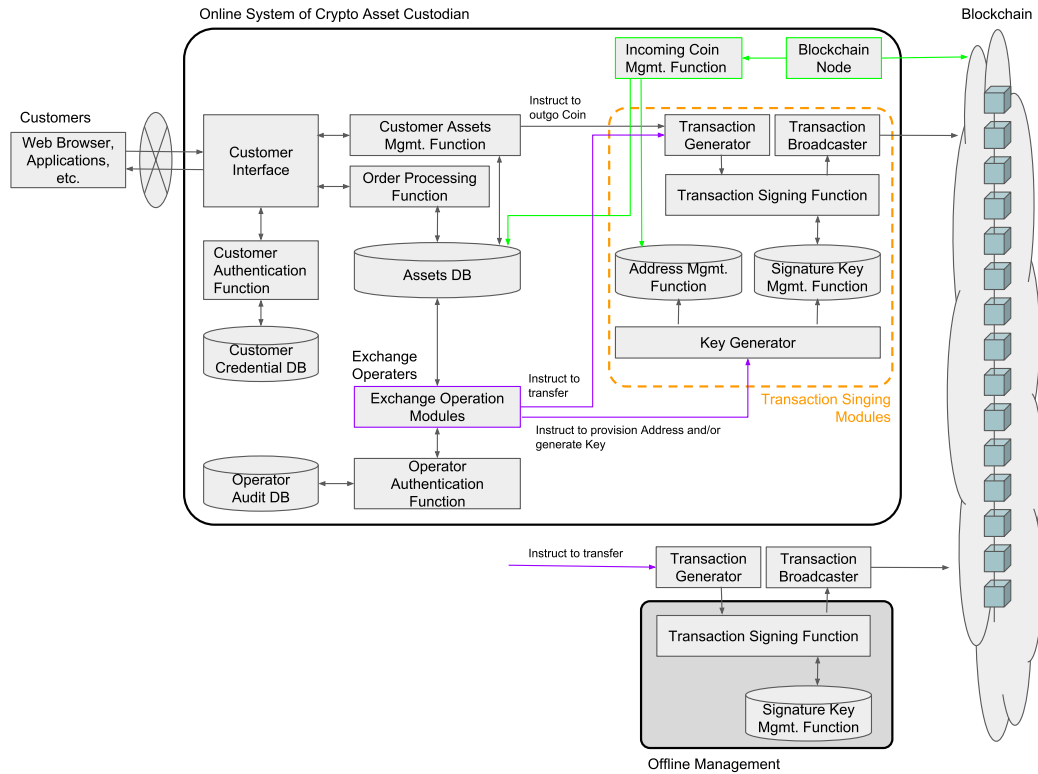 Online System of Crypto Asset Custodian
Blockchain
Incoming Coin
Mgmt. Function
Blockchain
Node
Customers
Web Browser,
Applications,
etc.
Customer
Interface
Customer Assets
Mgmt. Function
Instruct to
outgo Coin
Transaction
Generator
Transaction
Broadcaster
Order Processing
Function
Transaction Signing Function
Customer
Authentication
Function
Assets DB
Address Mgmt.
Function
Signature Key
Mgmt. Function
Customer
Credential DB
Key Generator
Exchange
Operaters
Exchange Operation
Modules
Instruct to
transfer
Transaction Singing
Modules
Instruct to provision Address and/or
generate Key
Operator
Audit DB
Operator
Authentication
Function
Instruct to transfer
Transaction
Generator
Transaction
Broadcaster
Transaction Signing Function
Signature Key
Mgmt. Function
Offline Management